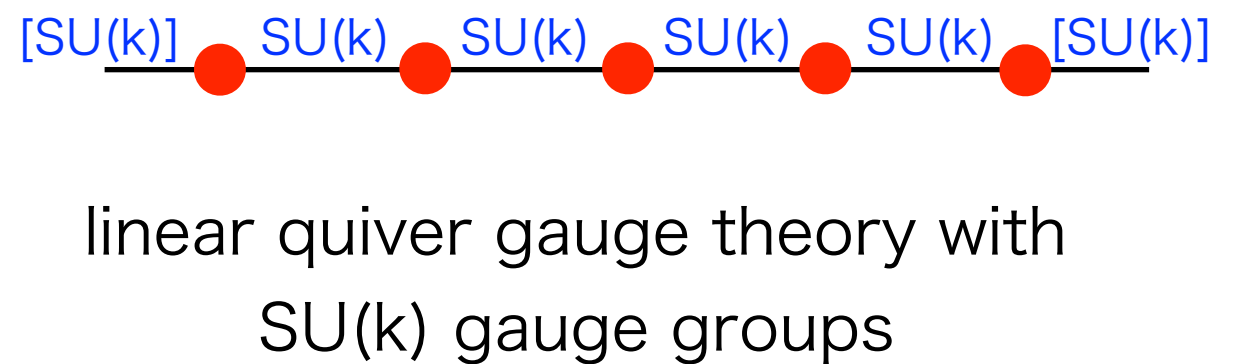 [SU(k)] SU(k) SU(k) SU(k) SU(k) [SU(k)]
linear quiver gauge theory with
SU(k) gauge groups